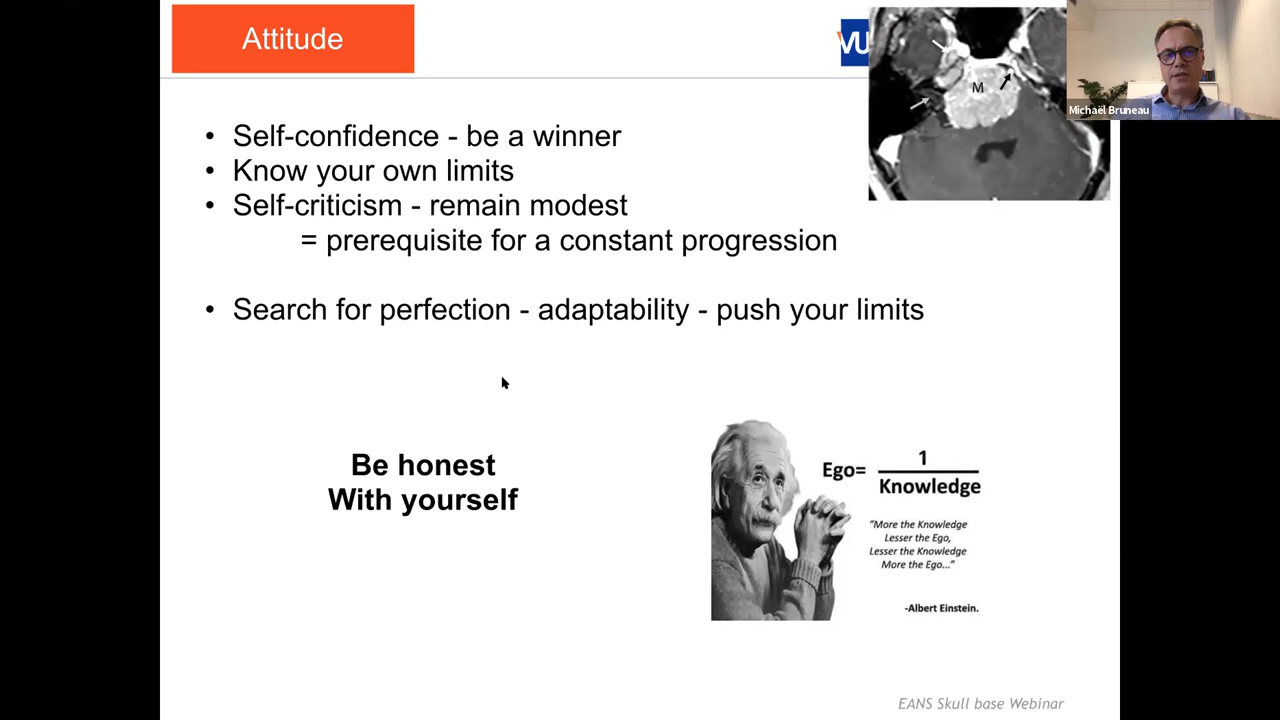 Attitude
VU
M
Michaël Bruneau
• Self-confidence - be a winner
• Know your own limits
• Self-criticism - remain modest
= prerequisite for a constant progression
• Search for perfection - adaptability - push your limits
Be honest
With yourself
Ego= 1
Knowledge
"More the Knowledge
Lesser the Ego,
Lesser the Knowledge
More the Ego..."
-Albert Einstein.
EANS Skull base Webinar